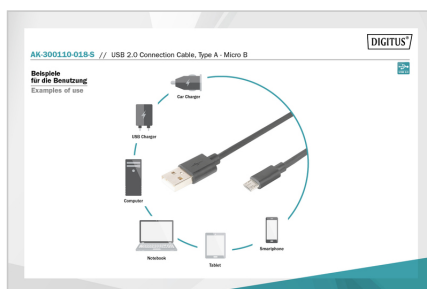 DIGITUS®
AK-300110-018-S // USB 2.0 Connection Cable, Type A - Micro B
Beispiele
für die Benutzung
Examples of use
Car Charger
USB Charger
Computer
Notebook
Tablet
Smartphone